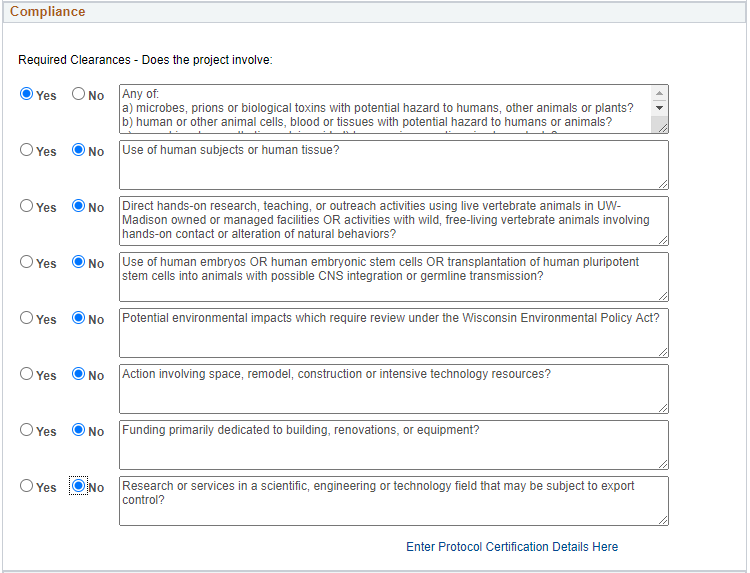 Compliance
Required Clearances - Does the project involve:
Yes No Any of:
a) microbes, prions or biological toxins with potential hazard to humans, other animals or plants?
b) human or other animal cells, blood or tissues with potential hazard to humans or animals?
Yes No Use of human subjects or human tissue?
Yes No Direct hands-on research, teaching, or outreach activities using live vertebrate animals in UW-
Madison owned or managed facilities OR activities with wild, free-living vertebrate animals involving
hands-on contact or alteration of natural behaviors?
Yes No Use of human embryos OR human embryonic stem cells OR transplantation of human pluripotent
stem cells into animals with possible CNS integration or germline transmission?
Yes No Potential environmental impacts which require review under the Wisconsin Environmental Policy Act?
Yes No Action involving space, remodel, construction or intensive technology resources?
Yes No Funding primarily dedicated to building, renovations, or equipment?
Yes No Research or services in a scientific, engineering or technology field that may be subject to export
control?
Enter Protocol Certification Details Here